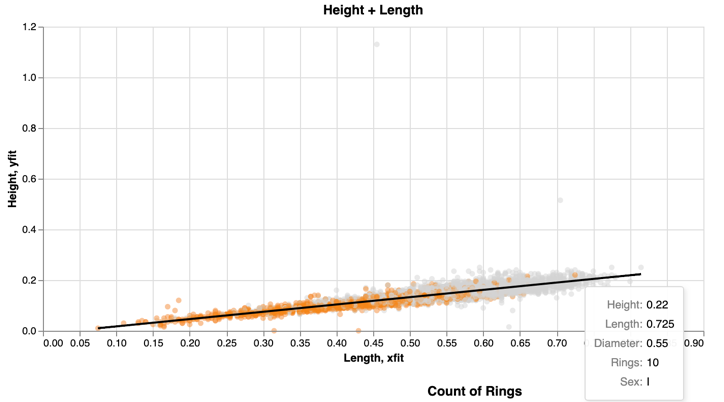 Height + Length
1.2
1.0
0.8
0.6
0.4
0.2
0.0
Height, yfit
0.00 0.05 0.10 0.15 0.20 0.25 0.30 0.35 0.40 0.45 0.50 0.55 0.60 0.65 0.70 0.90
Length, xfit
Height: 0.22
Length: 0.725
Diameter: 0.55
Rings: 10
Sex: I
Count of Rings